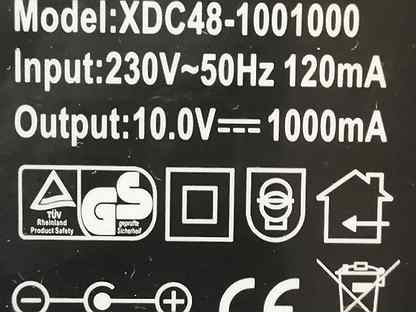 Model:XDC48-1001000
Input:230V~50Hz 120mA
Output:10.0V⎓1000mA
TÜV
Rheinland
Product Safety
GS
geprüfte
Sicherheit
CE